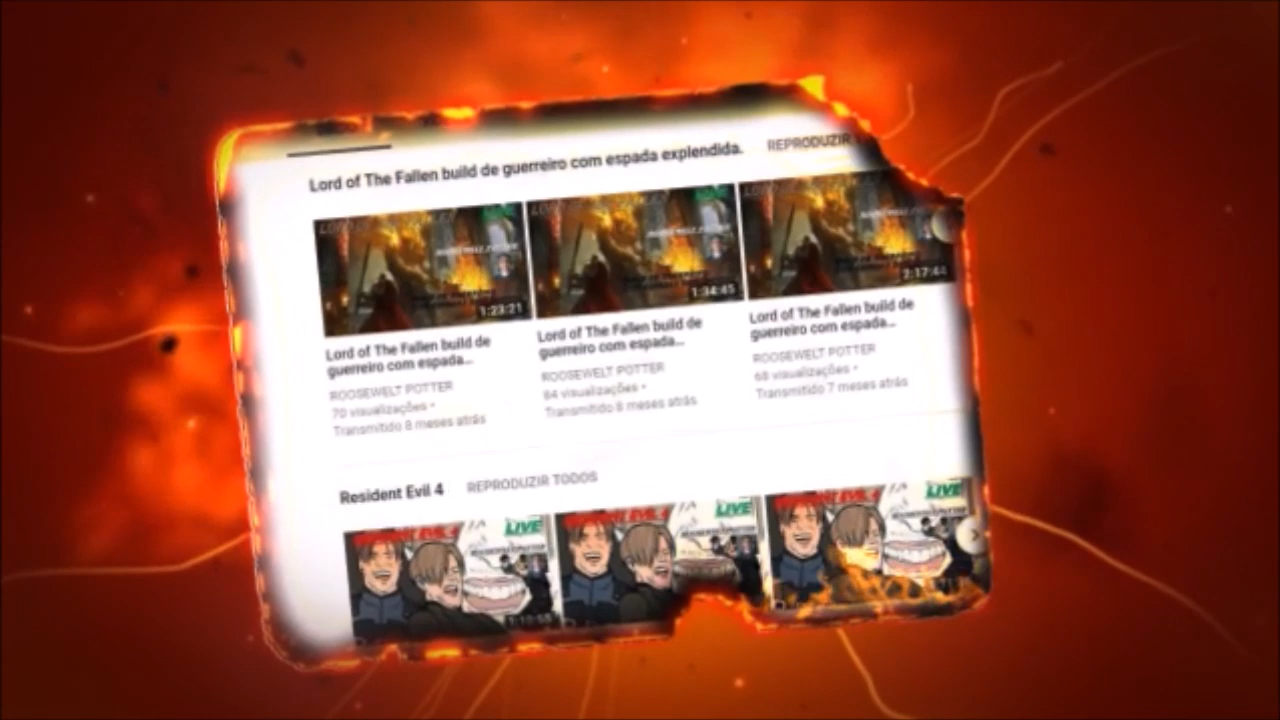 Lord of The Fallen build de guerreiro com espada explendida.
REPRODUZIR
1:23:21
1:34:45
2:17:44
Lord of The Fallen build de
guerreiro com espada...
ROOSEWELT POTTER
70 visualizações •
Transmitido 8 meses atrás
Lord of The Fallen build de
guerreiro com espada...
ROOSEWELT POTTER
84 visualizações •
Transmitido 8 meses atrás
Lord of The Fallen build de
guerreiro com espada...
ROOSEWELT POTTER
68 visualizações •
Transmitido 7 meses atrás
Resident Evil 4
REPRODUZIR TODOS
LIVE
LIVE
LIVE